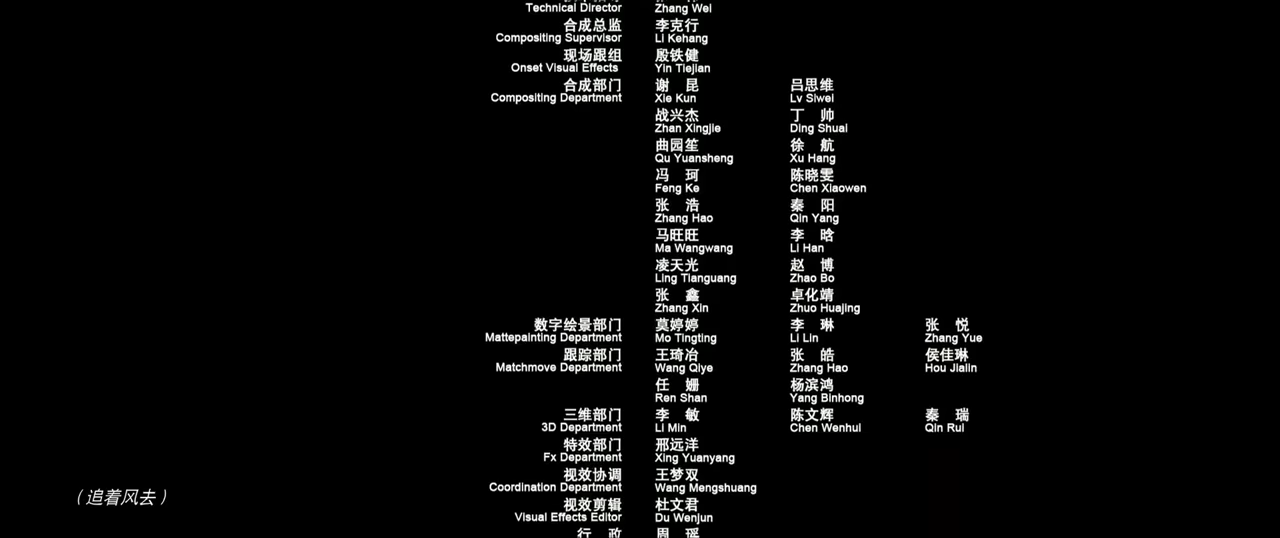 Technical Director Zhang Wei
合成总监 李克行
Compositing Supervisor Li Kehang
现场跟组 殷铁健
Onset Visual Effects Yin Tiejian
合成部门 谢 昆 吕思维
Compositing Department Xie Kun Lv Siwei
战兴杰 丁 帅
Zhan Xingjie Ding Shuai
曲园笙 徐 航
Qu Yuansheng Xu Hang
冯 珂 陈晓雯
Feng Ke Chen Xiaowen
张 浩 秦 阳
Zhang Hao Qin Yang
马旺旺 李 晗
Ma Wangwang Li Han
凌天光 赵 博
Ling Tianguang Zhao Bo
张 鑫 卓化靖
Zhang Xin Zhuo Huajing
数字绘景部门 莫婷婷 李 琳 张 悦
Mattepainting Department Mo Tingting Li Lin Zhang Yue
跟踪部门 王琦冶 张 皓 侯佳琳
Matchmove Department Wang Qiye Zhang Hao Hou Jialin
任 姗 杨滨鸿
Ren Shan Yang Binhong
三维部门 李 敏 陈文辉 秦 瑞
3D Department Li Min Chen Wenhui Qin Rui
特效部门 邢远洋
Fx Department Xing Yuanyang
视效协调 王梦双
Coordination Department Wang Mengshuang
（追着风去）
视效剪辑 杜文君
Visual Effects Editor Du Wenjun
行 政 周 瑶